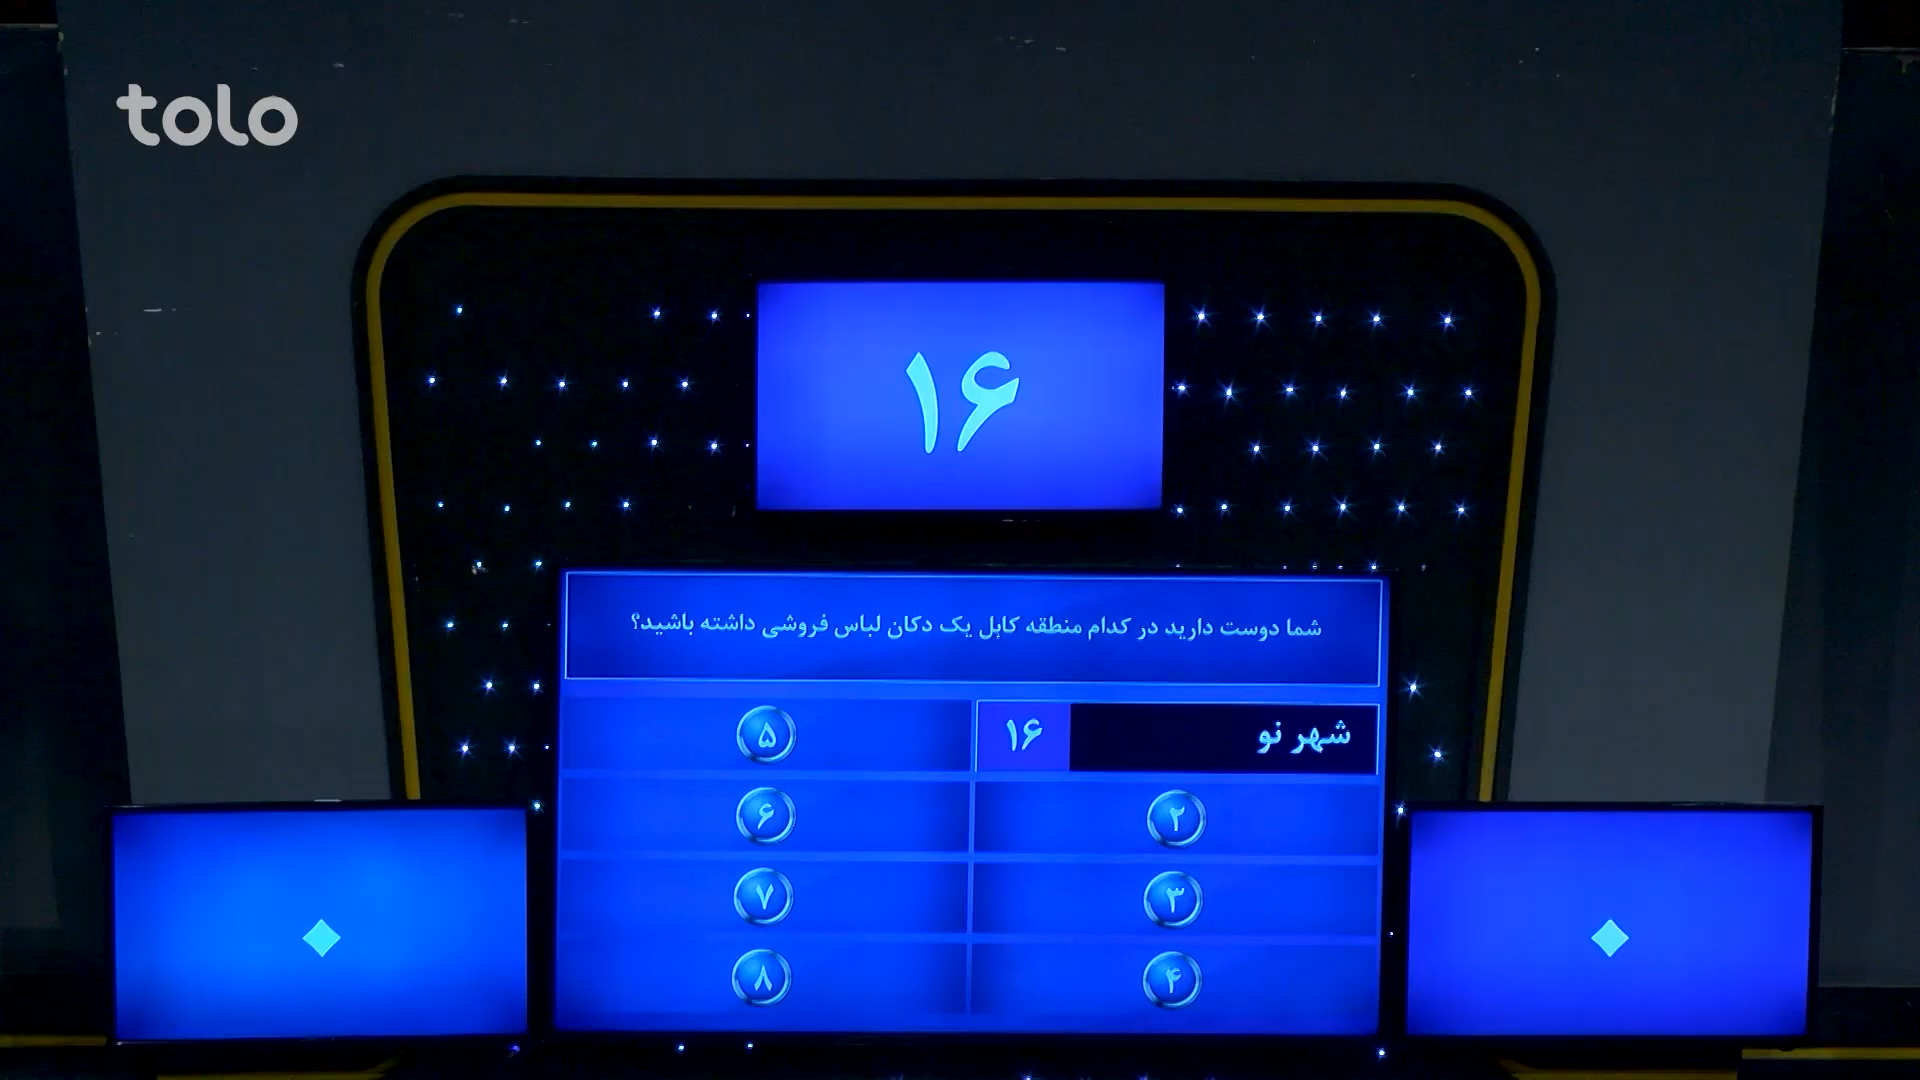 tolo
۱۶
شما دوست دارید در کدام منطقه کابل یک دکان لباس فروشی داشته باشید؟
شهر نو ۱۶
۵
۲
۶
۳
۷
۴
۸